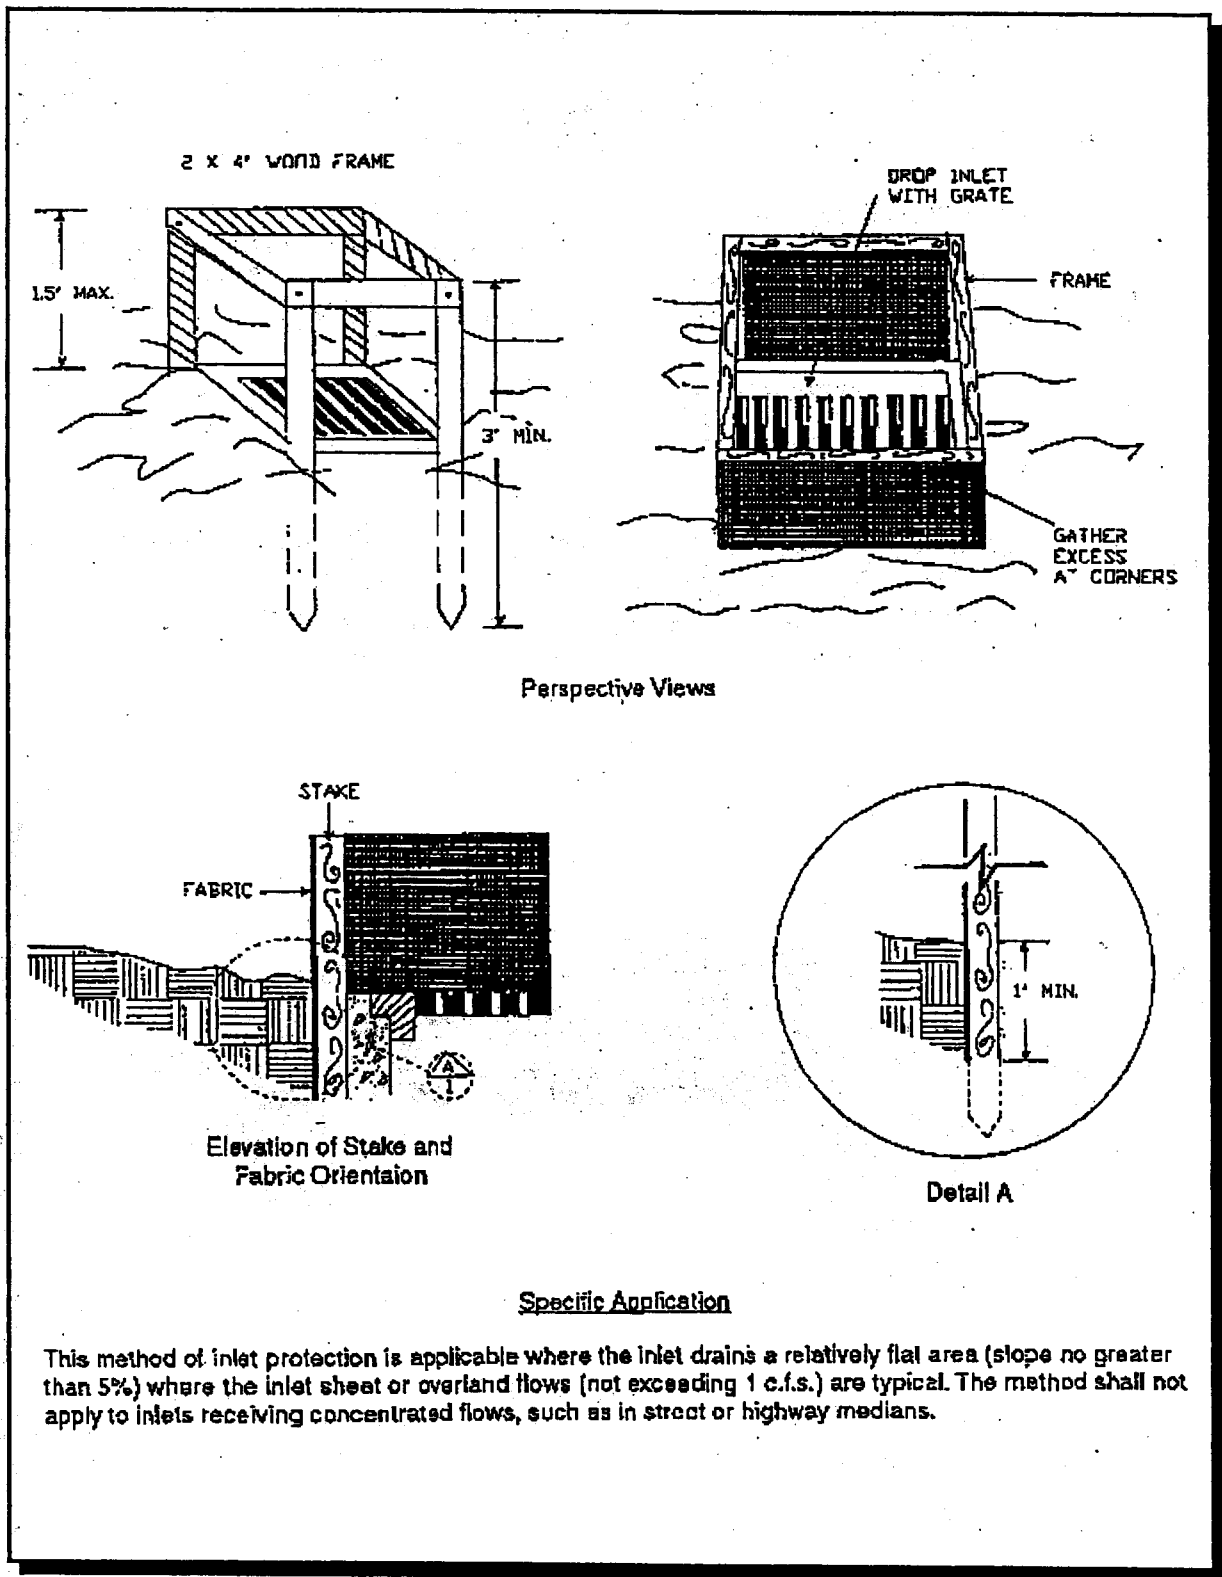 2 X 4" WOOD FRAME
DROP INLET
WITH GRATE
1.5' MAX.
FRAME
3' MIN.
GATHER
EXCESS
AT CORNERS
Perspective Views
STAKE
FABRIC
1' MIN.
A
1
Elevation of Stake and
Fabric Orientaion
Detail A
Specific Application
This method of inlet protection is applicable where the inlet drains a relatively flat area (slope no greater
than 5%) where the inlet sheet or overland flows (not exceeding 1 c.f.s.) are typical. The method shall not
apply to inlets receiving concentrated flows, such as in street or highway medians.